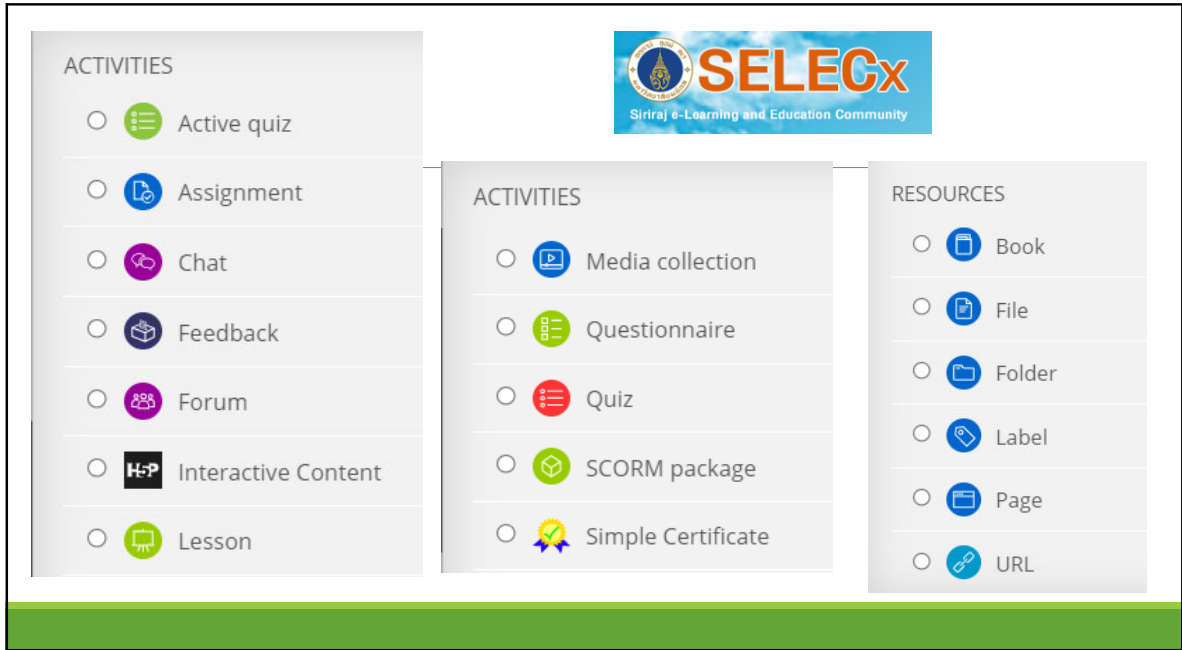 ACTIVITIES
Active quiz
Assignment
Chat
Feedback
Forum
H5P Interactive Content
Lesson
SELECx
Siriraj e-Learning and Education Community
ACTIVITIES
Media collection
Questionnaire
Quiz
SCORM package
Simple Certificate
RESOURCES
Book
File
Folder
Label
Page
URL